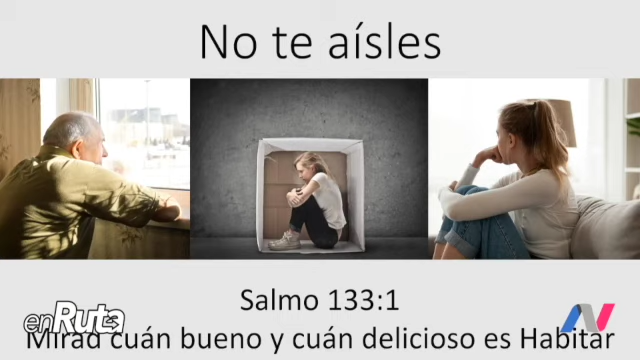 No te aísles
Salmo 133:1
enRuta
Mirad cuán bueno y cuán delicioso es Habitar